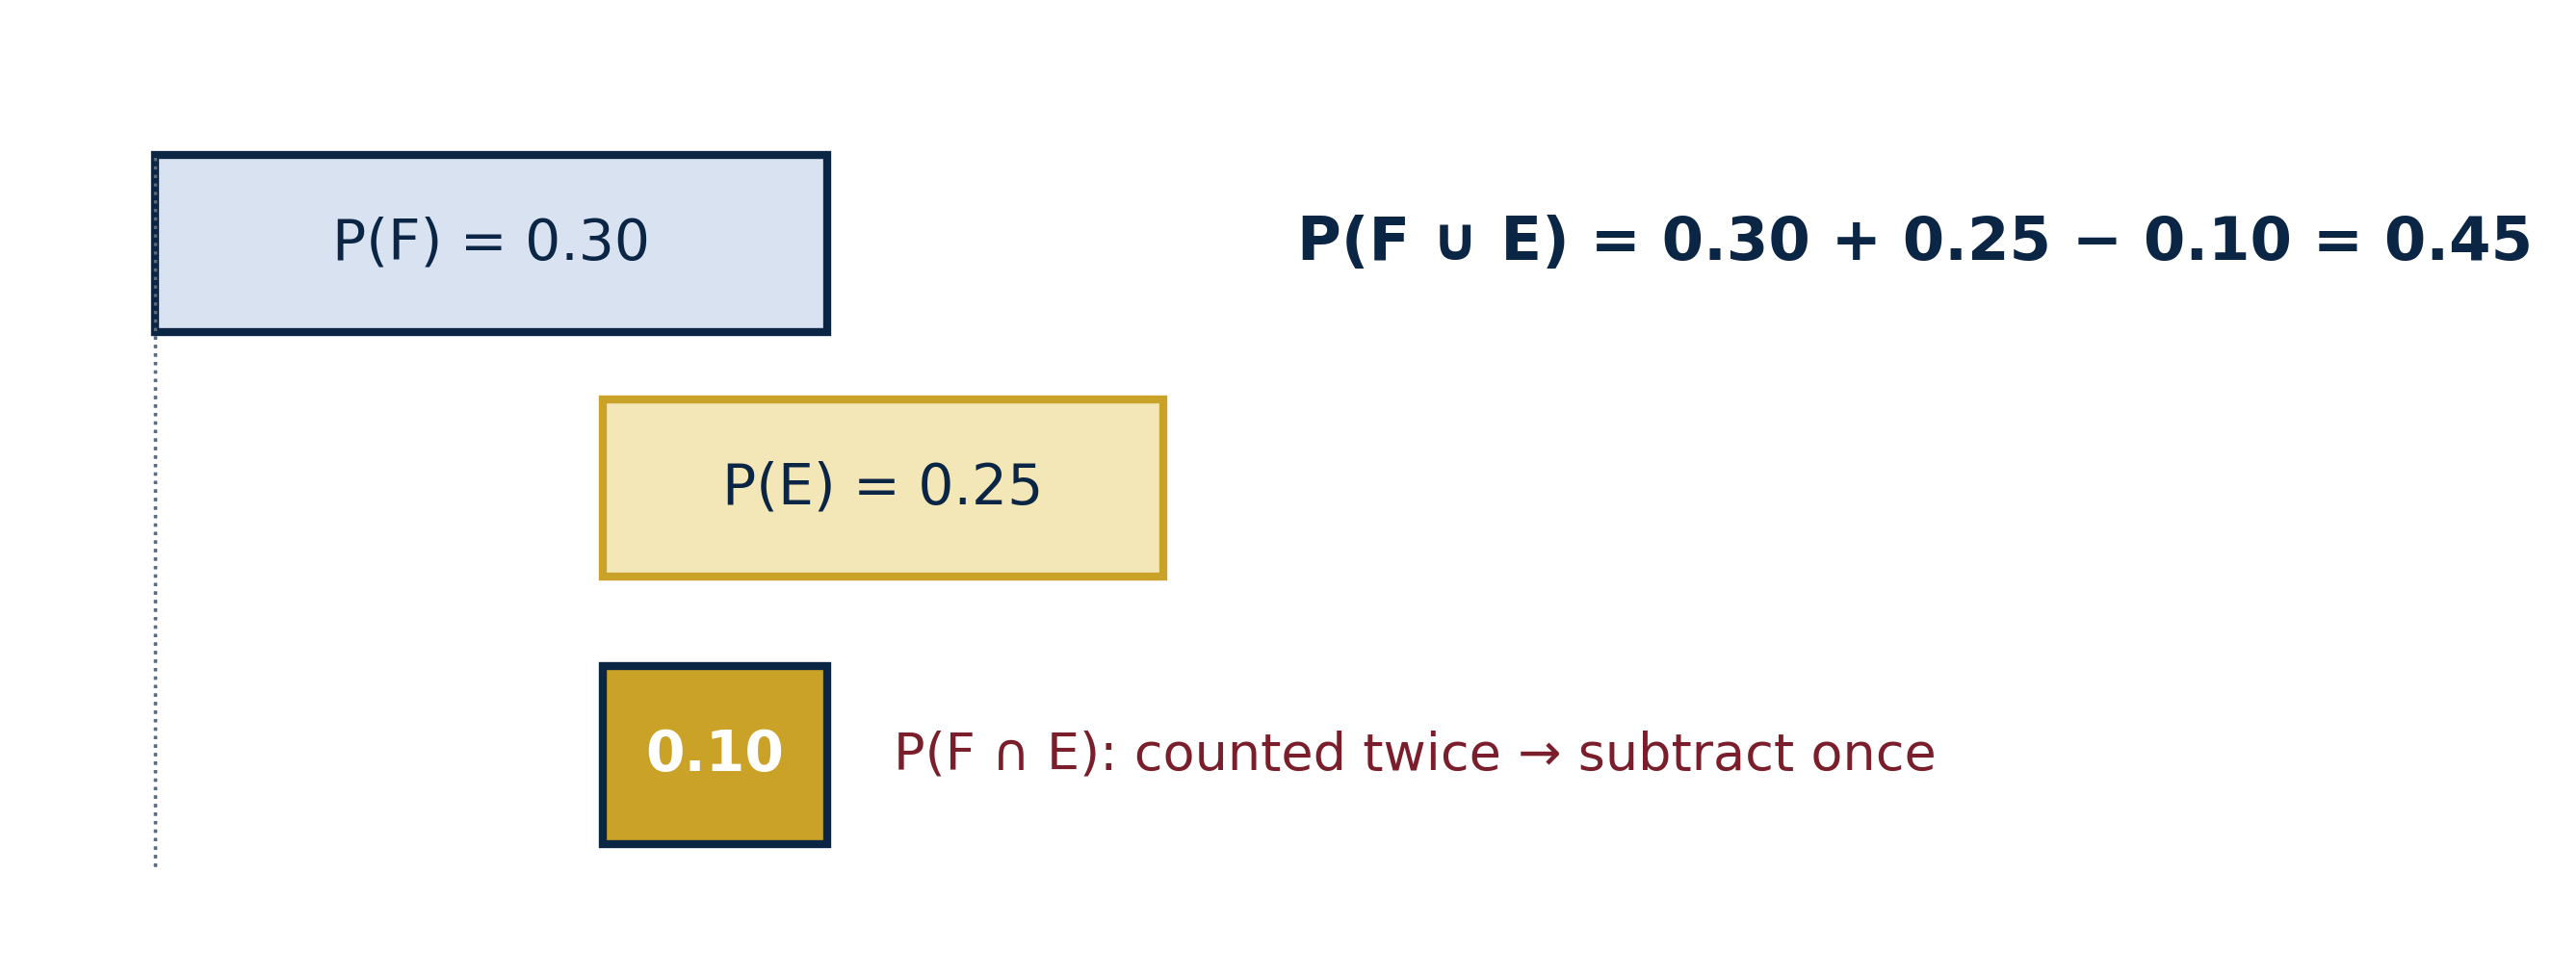 P(F) = 0.30
P(F ∪ E) = 0.30 + 0.25 − 0.10 = 0.45
P(E) = 0.25
0.10
P(F ∩ E): counted twice → subtract once